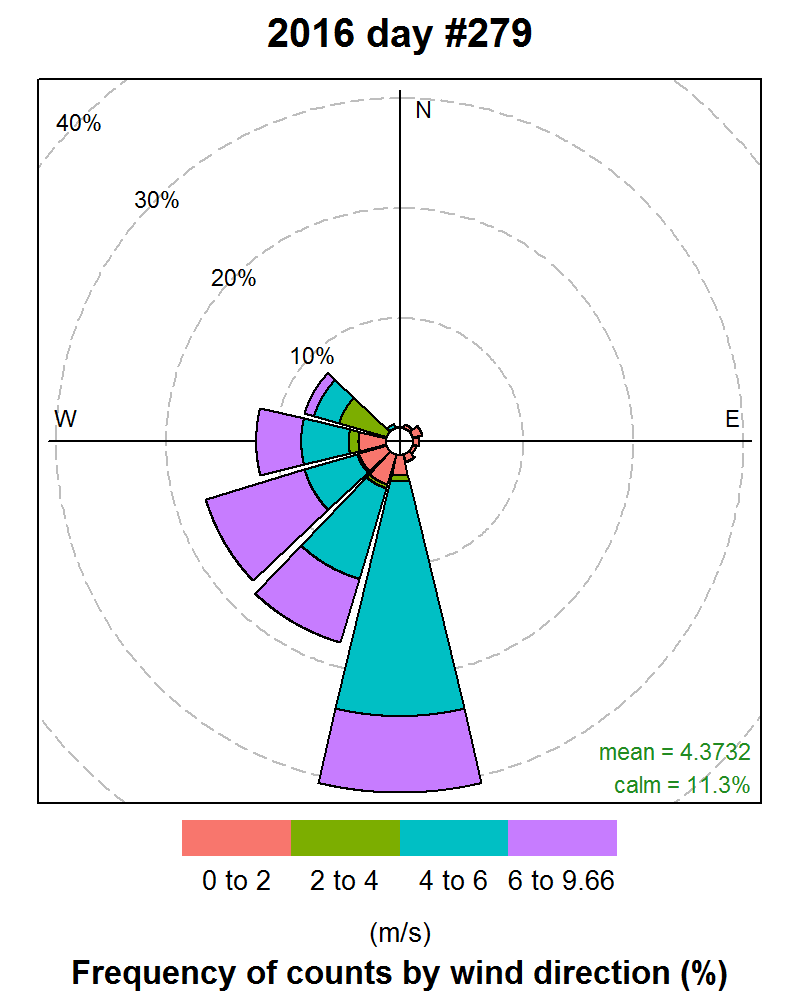 2016 day #279
40%
N
30%
20%
10%
W
E
mean = 4.3732
calm = 11.3%
0 to 2 2 to 4 4 to 6 6 to 9.66
(m/s)
Frequency of counts by wind direction (%)